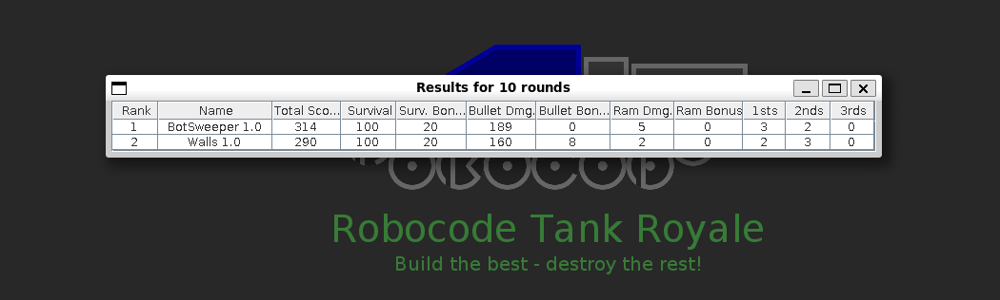 Results for 10 rounds
Rank Name Total Sco... Survival Surv. Bon... Bullet Dmg. Bullet Bon... Ram Dmg. Ram Bonus 1sts 2nds 3rds
1 BotSweeper 1.0 314 100 20 189 0 5 0 3 2 0
2 Walls 1.0 290 100 20 160 8 2 0 2 3 0
Robocode Tank Royale
Build the best - destroy the rest!